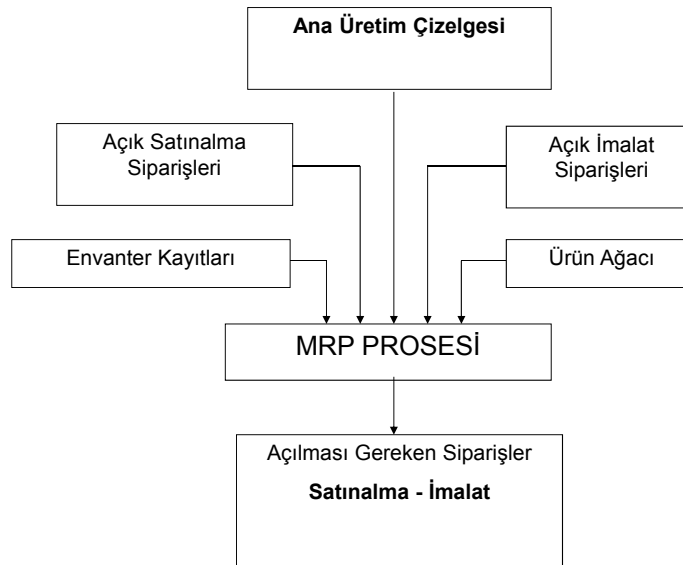 Ana Üretim Çizelgesi
Açık Satınalma
Siparişleri
Açık İmalat
Siparişleri
Envanter Kayıtları
Ürün Ağacı
MRP PROSESİ
Açılması Gereken Siparişler
Satınalma - İmalat